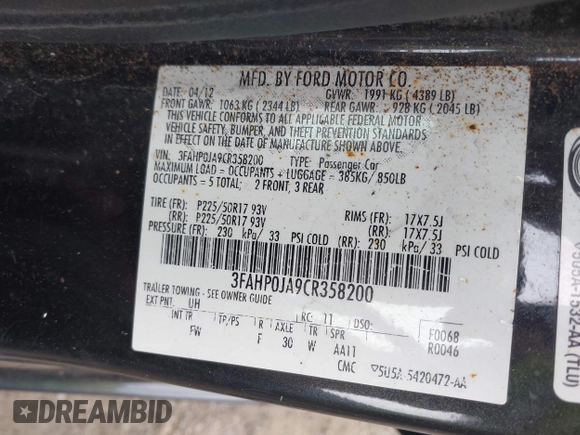 MFD. BY FORD MOTOR CO.
DATE: 04/12 GVWR: 1991 KG ( 4389 LB)
FRONT GAWR: 1063 KG ( 2344 LB) REAR GAWR: 928 KG ( 2045 LB)
THIS VEHICLE CONFORMS TO ALL APPLICABLE FEDERAL MOTOR
VEHICLE SAFETY, BUMPER, AND THEFT PREVENTION STANDARDS
IN EFFECT ON THE DATE OF MANUFACTURE SHOWN ABOVE.
VIN: 3FAHP0JA9CR358200 TYPE: Passenger Car
MAXIMUM LOAD = OCCUPANTS + LUGGAGE = 385KG/850LB
OCCUPANTS = 5 TOTAL; 2 FRONT, 3 REAR
TIRE (FR): P225/50R17 93V RIMS (FR): 17X7.5J
(RR): P225/50R17 93V (RR): 17X7.5J
PRESSURE (FR): 230 kPa/ 33 PSI COLD (RR): 230 kPa/ 33 PSI COLD
3FAHP0JA9CR358200
TRAILER TOWING - SEE OWNER GUIDE
EXT PNT: UH RC: 11 DSO: F0068
INT TR TP/PS R AXLE TR SPR R0046
FW F 30 W AA11
CMC ▼5U5A-5420472-AA
DREAMBID